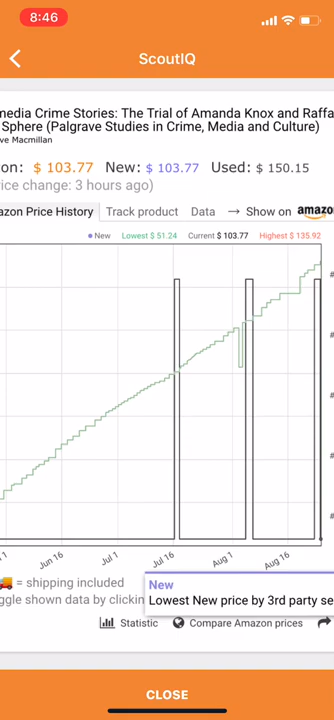 8:46
ScoutIQ
media Crime Stories: The Trial of Amanda Knox and Raffa
Sphere (Palgrave Studies in Crime, Media and Culture)
ve Macmillan
on: $ 103.77 New: $ 103.77 Used: $ 150.15
ice change: 3 hours ago)
azon Price History Track product Data → Show on amazo
New Lowest $ 51.24 Current $ 103.77 Highest $ 135.92
#
#
#
#
1 Jun 16 Jul 1 Jul 16 Aug 1 Aug 16
= shipping included
ggle shown data by clickin
New
Lowest New price by 3rd party se
Statistic Compare Amazon prices
CLOSE